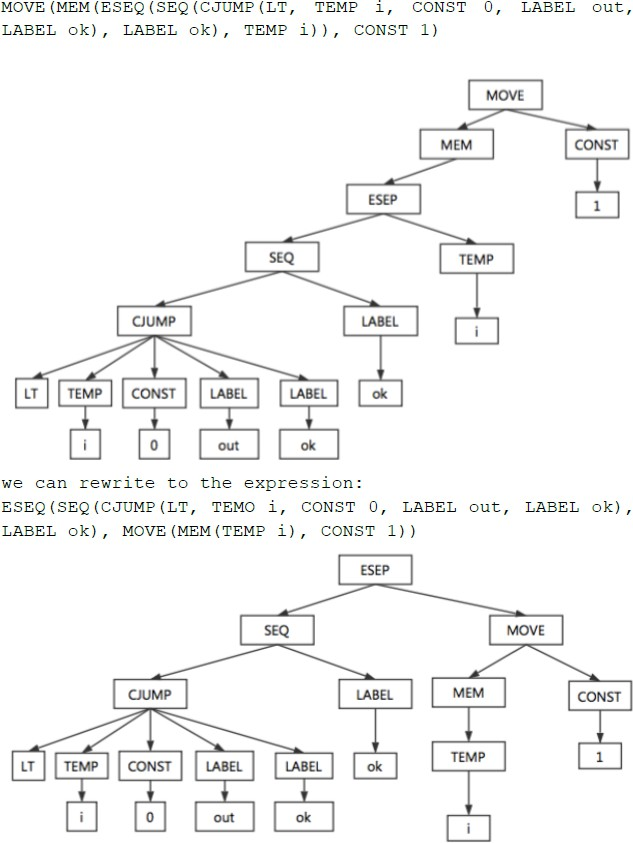 MOVE(MEM(ESEQ(SEQ(CJUMP(LT, TEMP i, CONST 0, LABEL out,
LABEL ok), LABEL ok), TEMP i)), CONST 1)
MOVE
MEM CONST
ESEP 1
SEQ TEMP
CJUMP LABEL i
LT TEMP CONST LABEL LABEL ok
i 0 out ok
we can rewrite to the expression:
ESEQ(SEQ(CJUMP(LT, TEMO i, CONST 0, LABEL out, LABEL ok),
LABEL ok), MOVE(MEM(TEMP i), CONST 1))
ESEP
SEQ MOVE
CJUMP LABEL MEM CONST
LT TEMP CONST LABEL LABEL ok TEMP 1
i 0 out ok i